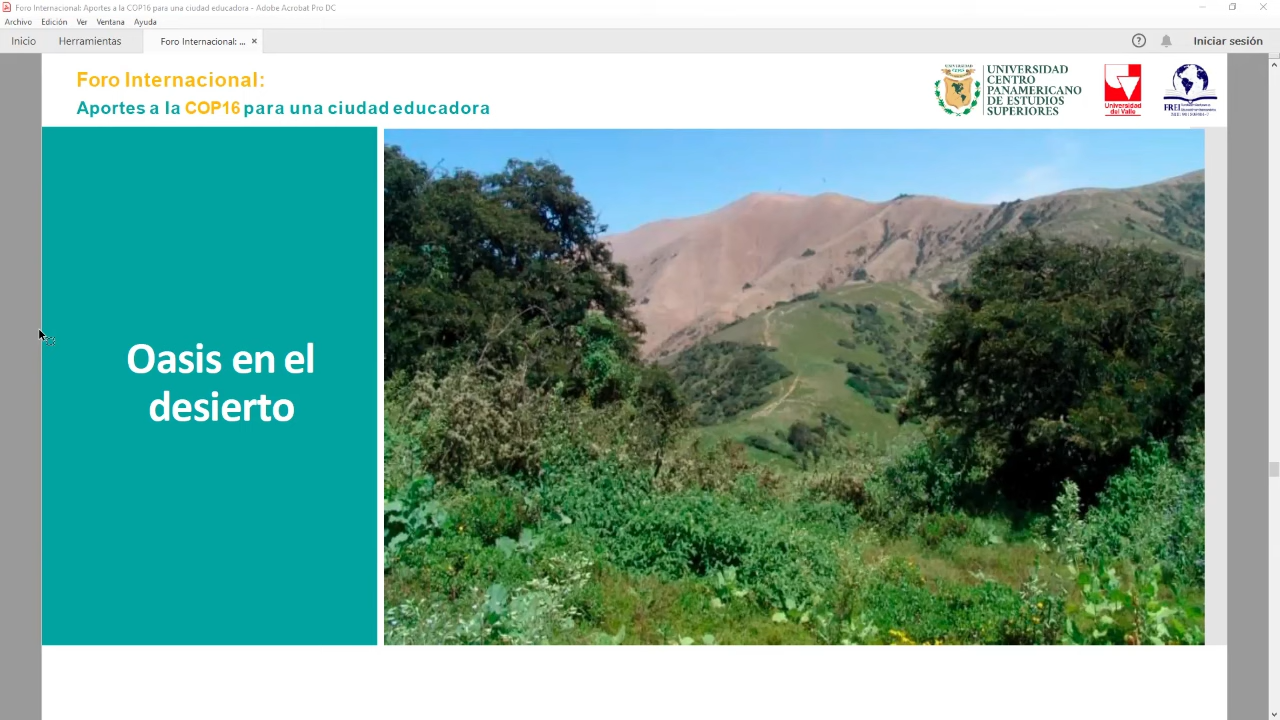 Foro Internacional: Aportes a la COP16 para una ciudad educadora - Adobe Acrobat Pro DC
Archivo Edición Ver Ventana Ayuda
Inicio Herramientas Foro Internacional: ... × Iniciar sesión
Foro Internacional:
Aportes a la COP16 para una ciudad educadora
UNIVERSIDAD
CENTRO
PANAMERICANO
DE ESTUDIOS
SUPERIORES
Universidad
del Valle
FREI
Oasis en el
desierto